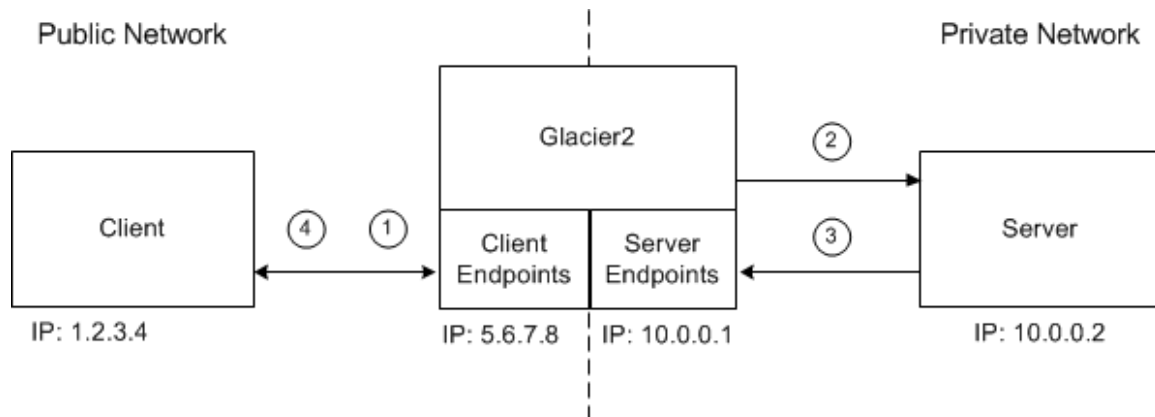 Public Network
Private Network
Glacier2
2
Client
4
1
Client
Endpoints
Server
Endpoints
3
Server
IP: 1.2.3.4
IP: 5.6.7.8
IP: 10.0.0.1
IP: 10.0.0.2